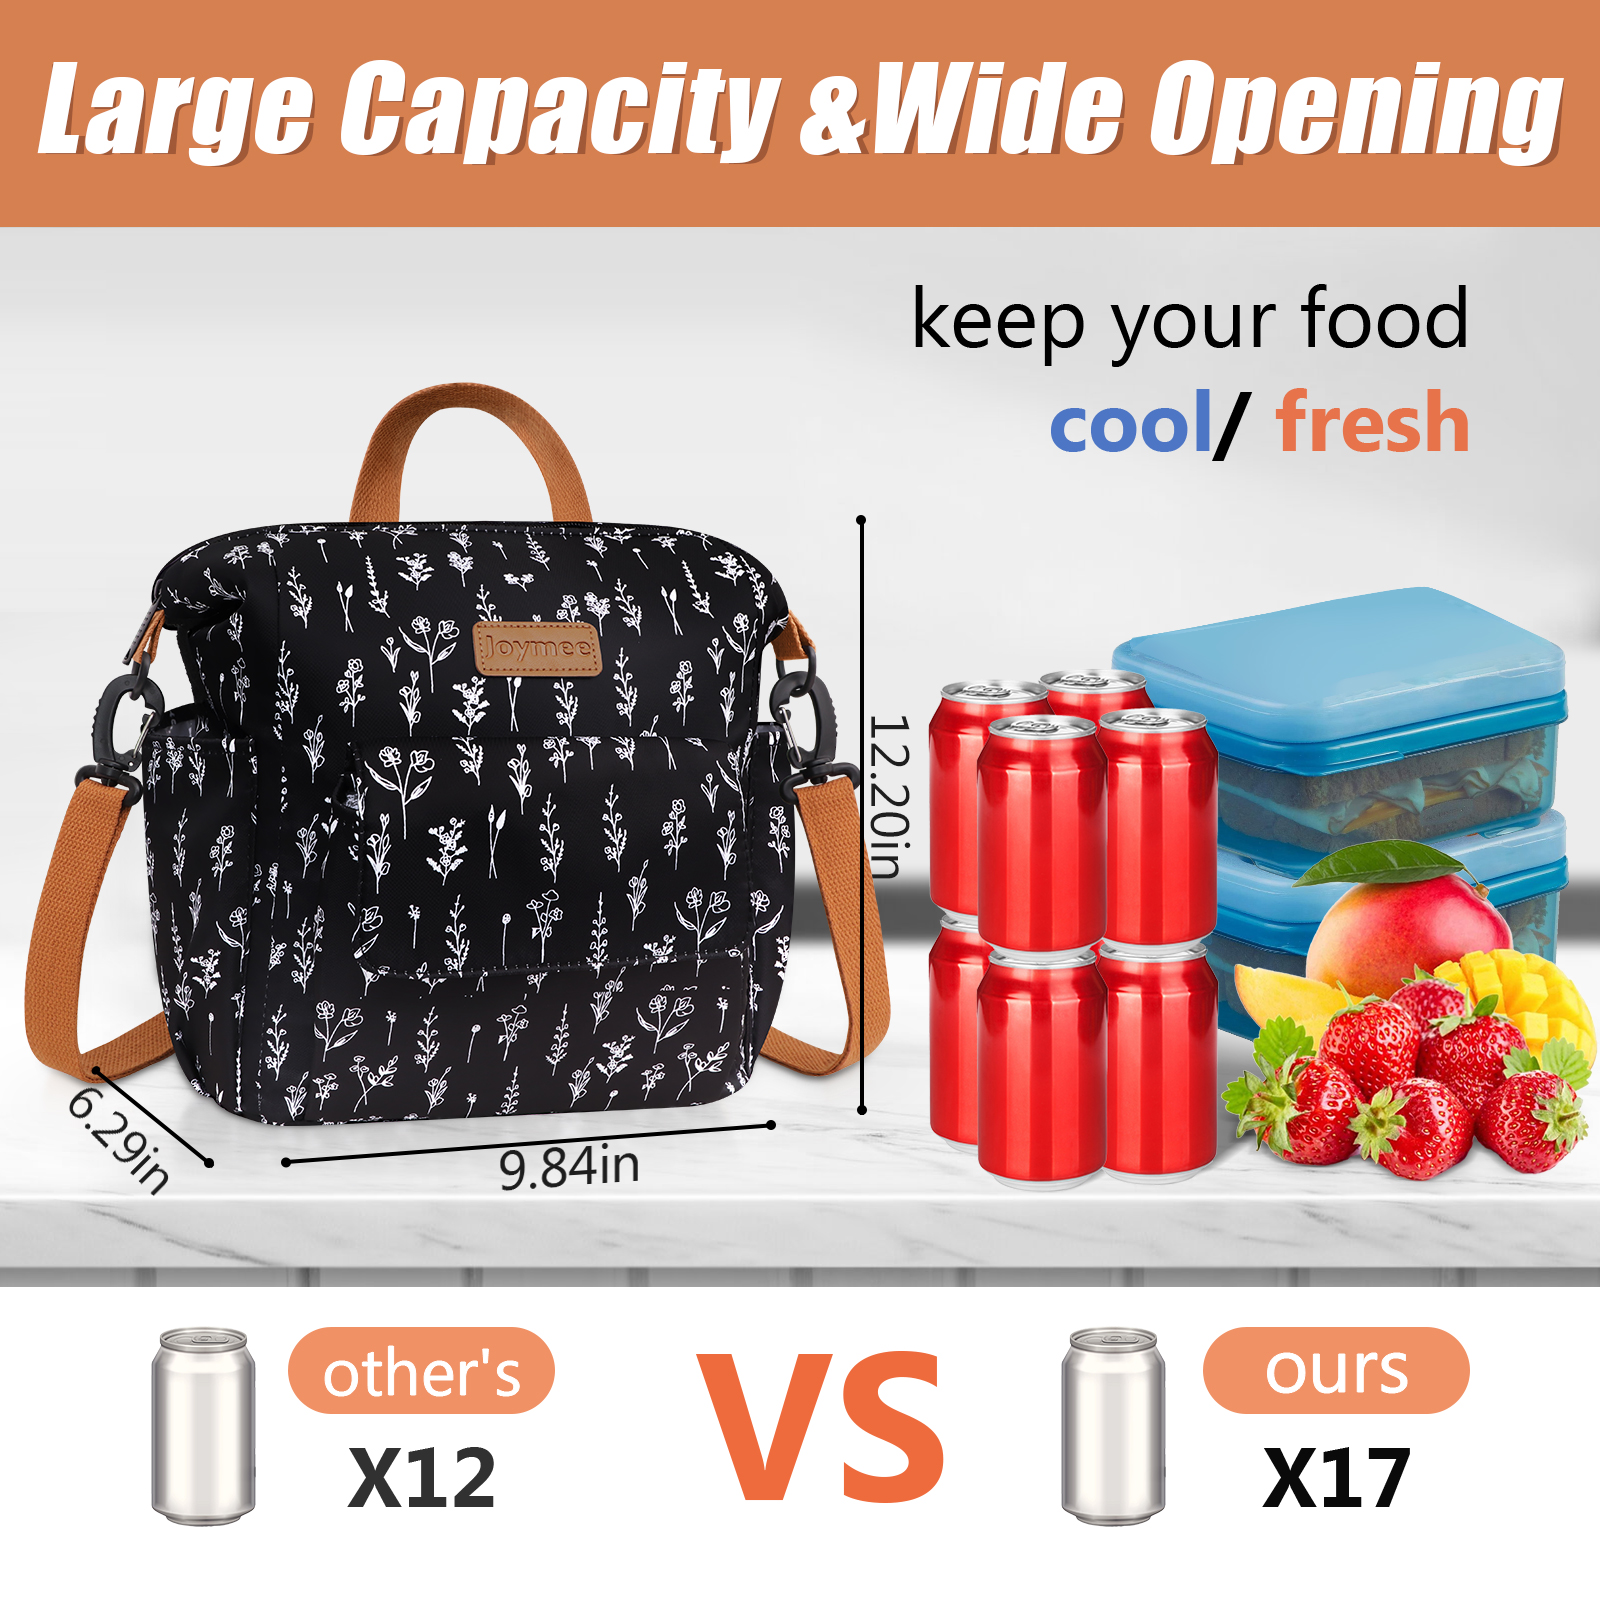 Large Capacity &Wide Opening
keep your food
cool/ fresh
Joymee
12.20in
6.29in
9.84in
other's
X12
VS
ours
X17